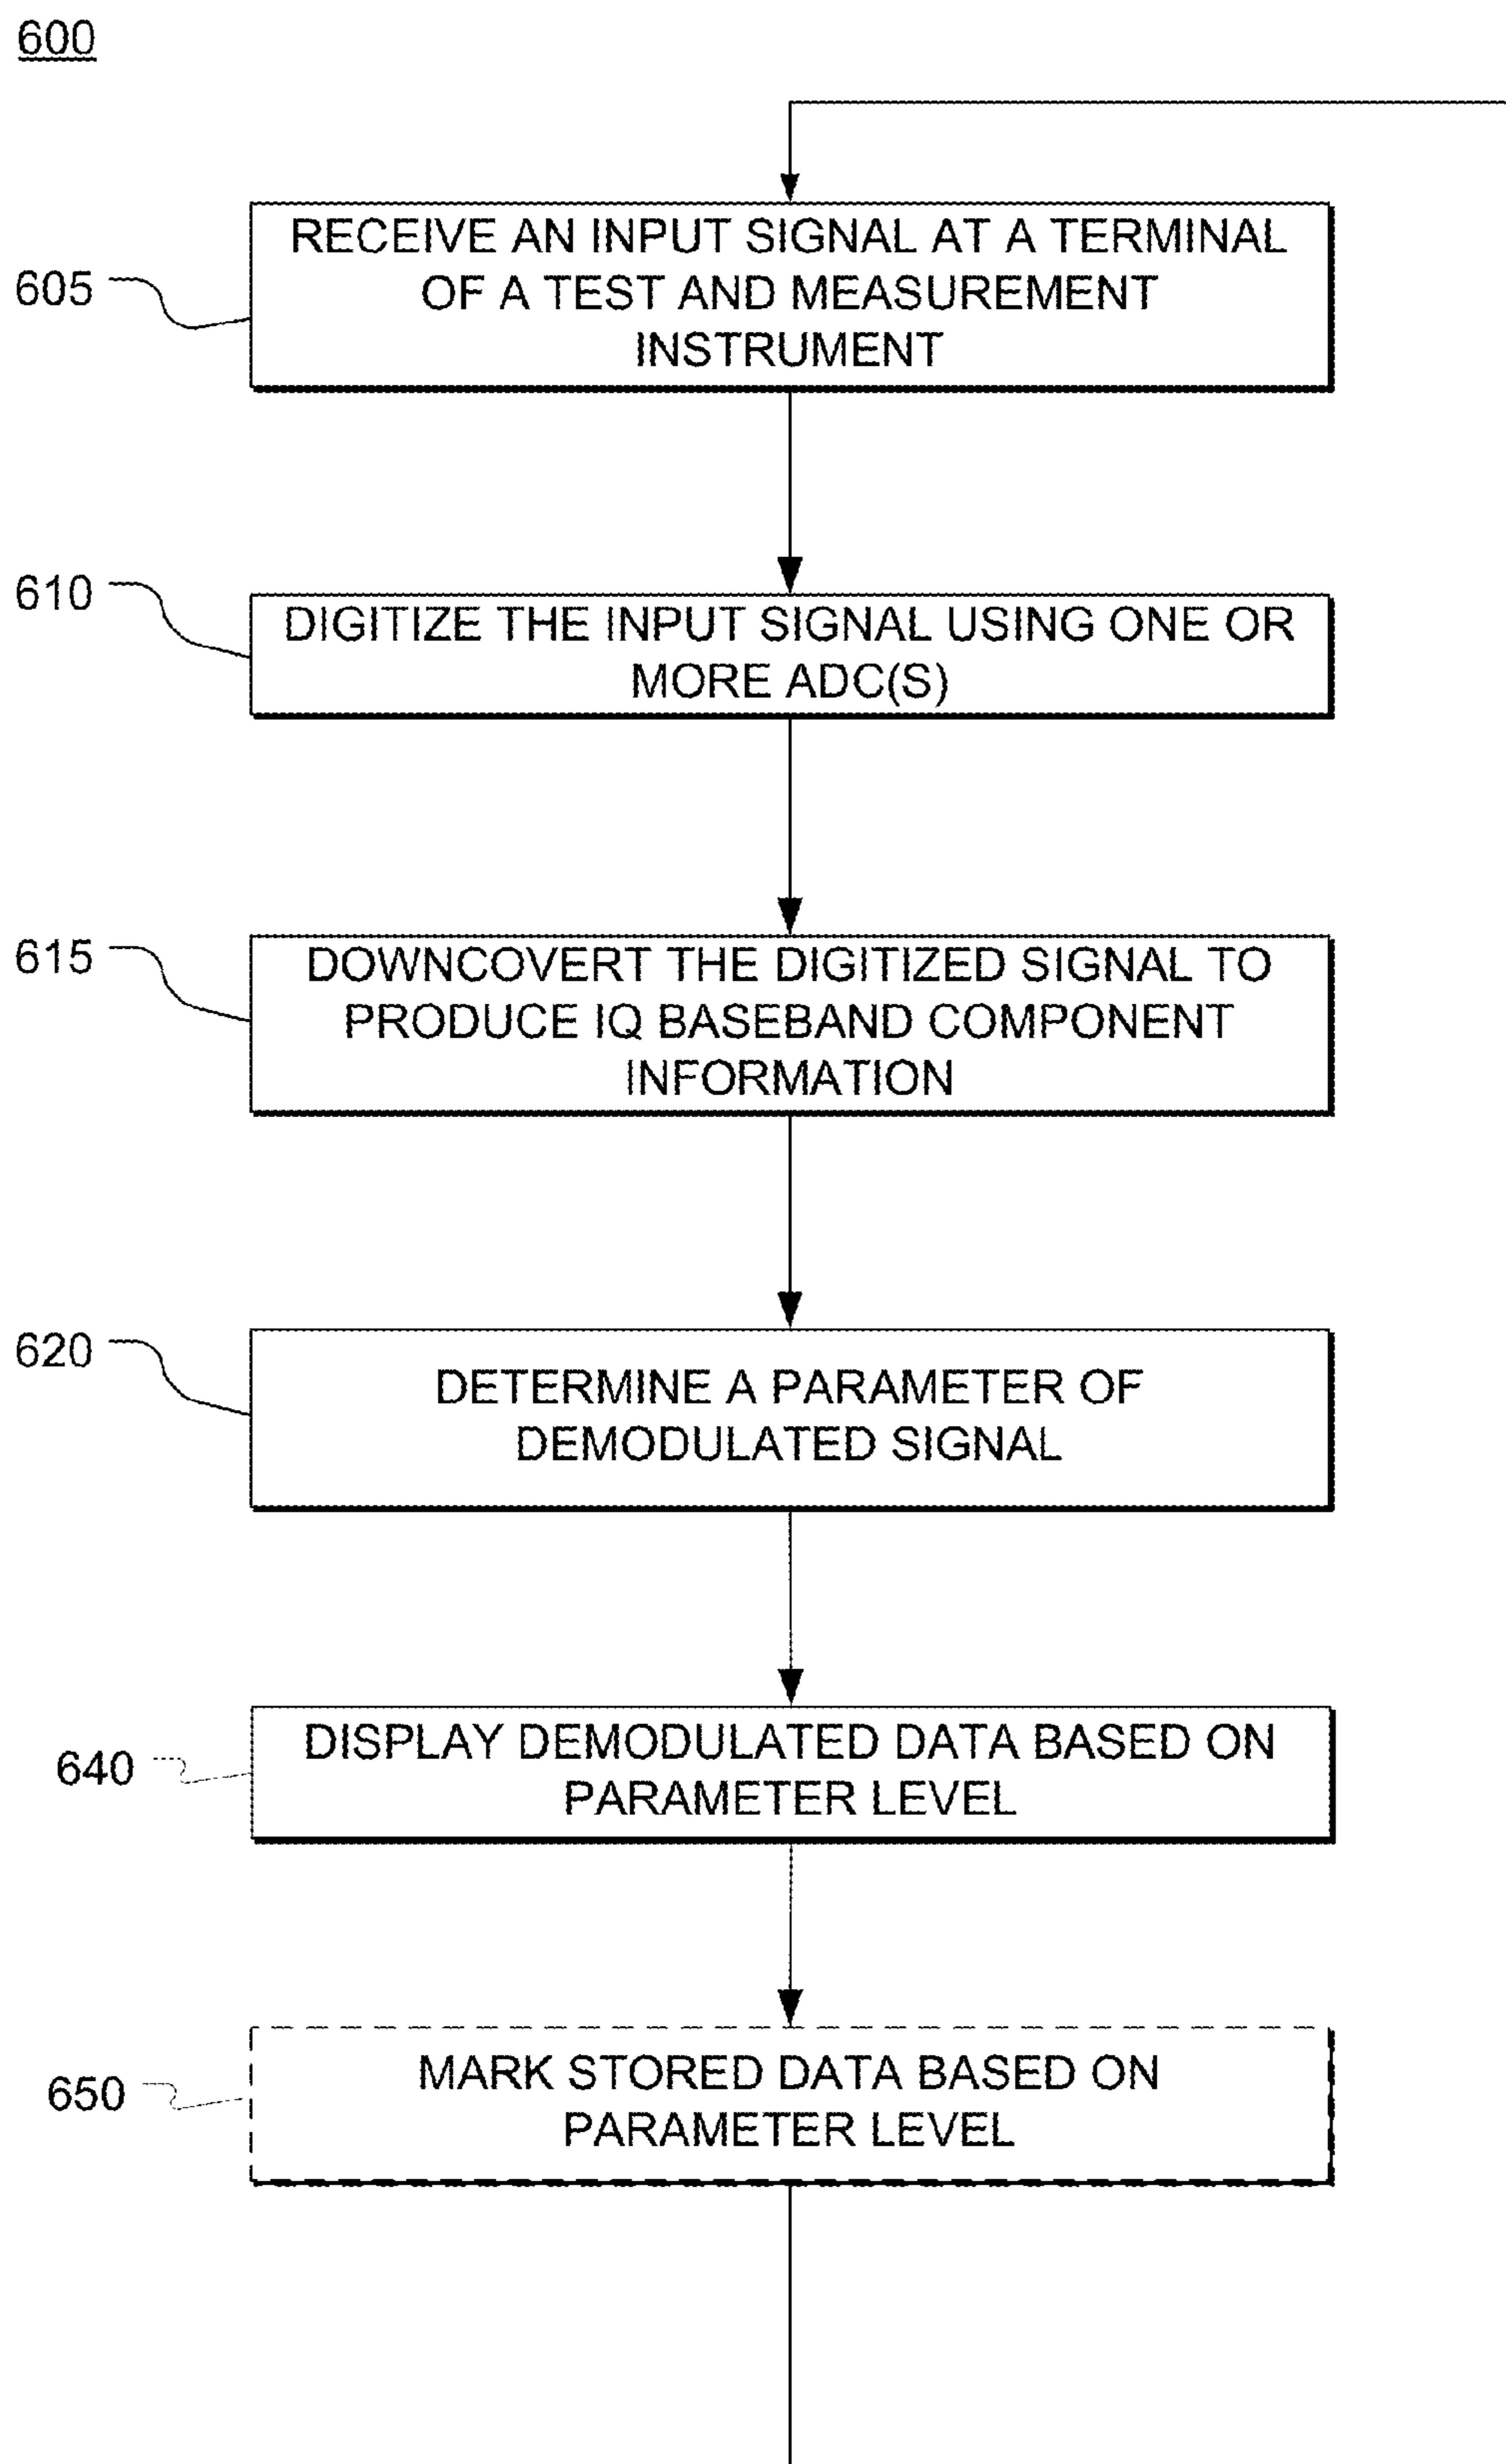 600
605
RECEIVE AN INPUT SIGNAL AT A TERMINAL
OF A TEST AND MEASUREMENT
INSTRUMENT
610
DIGITIZE THE INPUT SIGNAL USING ONE OR
MORE ADC(S)
615
DOWNCOVERT THE DIGITIZED SIGNAL TO
PRODUCE IQ BASEBAND COMPONENT
INFORMATION
620
DETERMINE A PARAMETER OF
DEMODULATED SIGNAL
640
DISPLAY DEMODULATED DATA BASED ON
PARAMETER LEVEL
650
MARK STORED DATA BASED ON
PARAMETER LEVEL